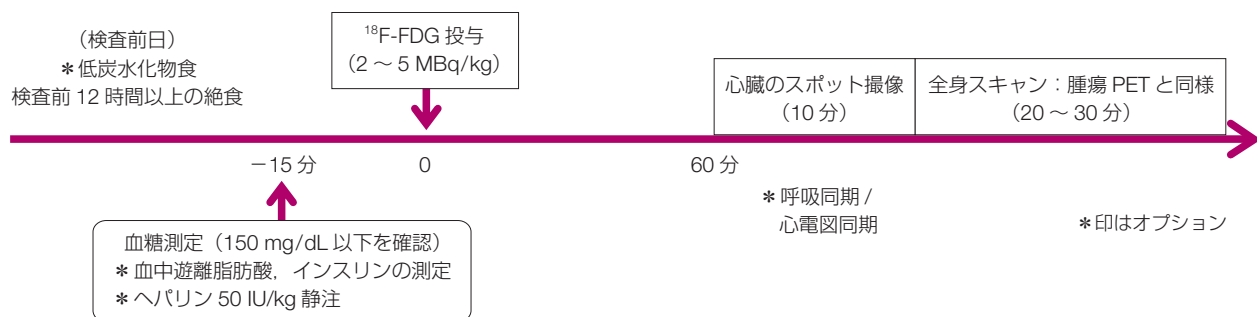 (検査前日)
＊低炭水化物食
検査前 12 時間以上の絶食
¹⁸F-FDG 投与
(2 ～ 5 MBq/kg)
心臓のスポット撮像
(10 分)
全身スキャン：腫瘍 PET と同様
(20 ～ 30 分)
－15 分
0
60 分
＊呼吸同期 /
心電図同期
＊印はオプション
血糖測定（150 mg/dL 以下を確認）
＊血中遊離脂肪酸，インスリンの測定
＊ヘパリン 50 IU/kg 静注